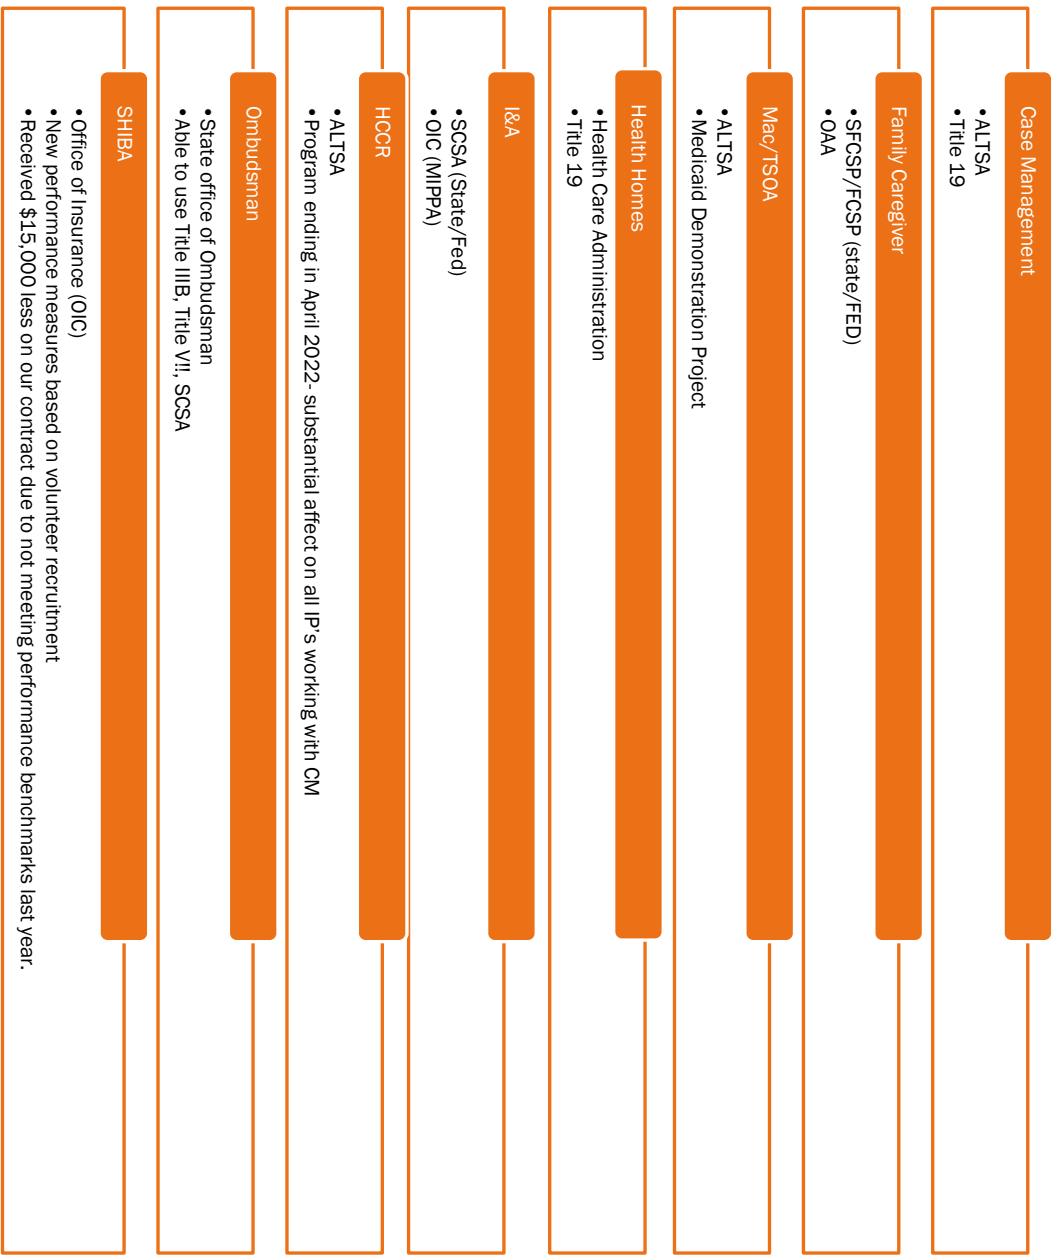 Case Management
•ALTSA
•Title 19
Family Caregiver
•SFCSP/FCSP (state/FED)
•OAA
Mac/TSOA
•ALTSA
•Medicaid Demonstration Project
Health Homes
•Health Care Administration
•Title 19
I&A
•SCSA (State/Fed)
•OIC (MIPPA)
HCCR
•ALTSA
•Program ending in April 2022- substantial affect on all IP's working with CM
Ombudsman
•State office of Ombudsman
•Able to use Title IIIB, Title V!!, SCSA
SHIBA
•Office of Insurance (OIC)
•New performance measures based on volunteer recruitment
•Received $15,000 less on our contract due to not meeting performance benchmarks last year.